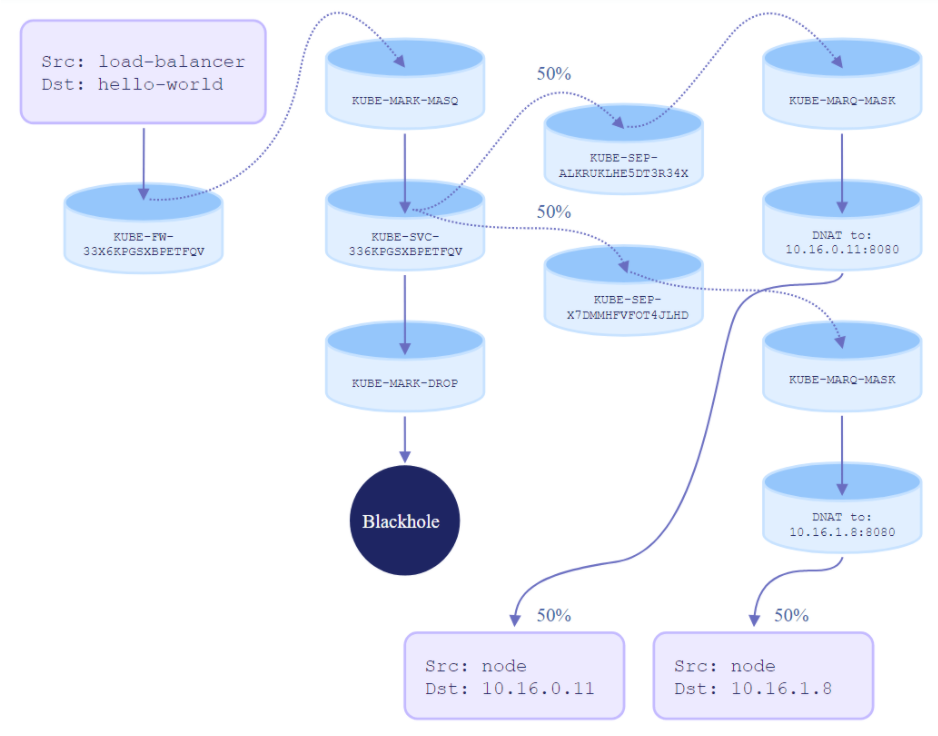 Src: load-balancer
Dst: hello-world
KUBE-MARK-MASQ
50%
KUBE-MARQ-MASK
KUBE-SEP-
ALKRUKLHE5DT3R34X
KUBE-FW-
33X6KPGSXBPETFQV
KUBE-SVC-
336KPGSXBPETFQV
50%
DNAT to:
10.16.0.11:8080
KUBE-SEP-
X7DMMHFVFOT4JLHD
KUBE-MARK-DROP
KUBE-MARQ-MASK
Blackhole
DNAT to:
10.16.1.8:8080
50%
50%
Src: node
Dst: 10.16.0.11
Src: node
Dst: 10.16.1.8